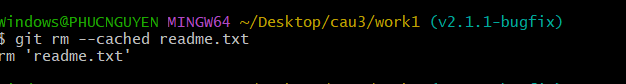 Windows@PHUCNGUYEN MINGW64 ~/Desktop/cau3/work1 (v2.1.1-bugfix)
$ git rm --cached readme.txt
rm 'readme.txt'